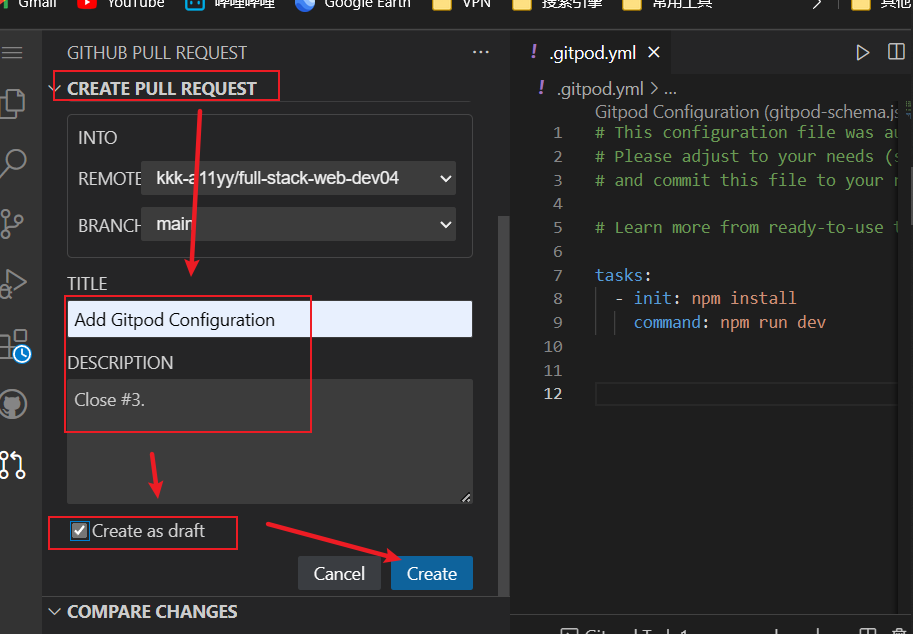 Gmail
YouTube
哔哩哔哩
Google Earth
VPN
搜索引擎
常用工具
其他
GITHUB PULL REQUEST
CREATE PULL REQUEST
INTO
REMOTE
kkk-a11yy/full-stack-web-dev04
BRANCH
main
TITLE
Add Gitpod Configuration
DESCRIPTION
Close #3.
Create as draft
Cancel
Create
COMPARE CHANGES
! .gitpod.yml
! .gitpod.yml > ...
Gitpod Configuration (gitpod-schema.js
1 # This configuration file was au
2 # Please adjust to your needs (s
3 # and commit this file to your r
4
5 # Learn more from ready-to-use t
6
7 tasks:
8 - init: npm install
9 command: npm run dev
10
11
12